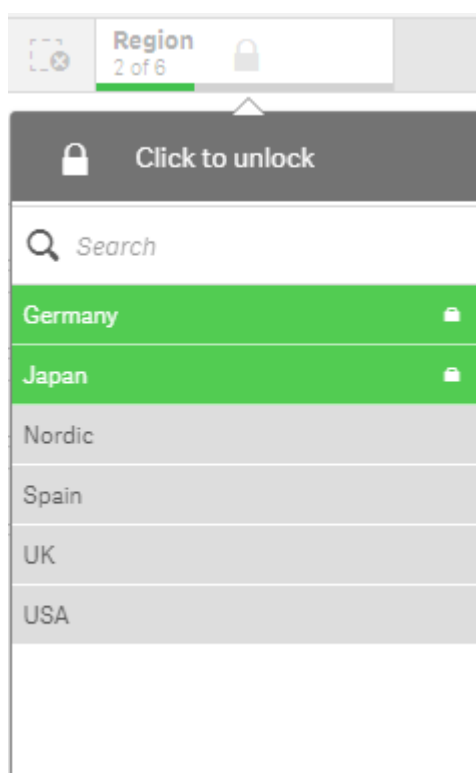 Region
2 of 6
Click to unlock
Search
Germany
Japan
Nordic
Spain
UK
USA